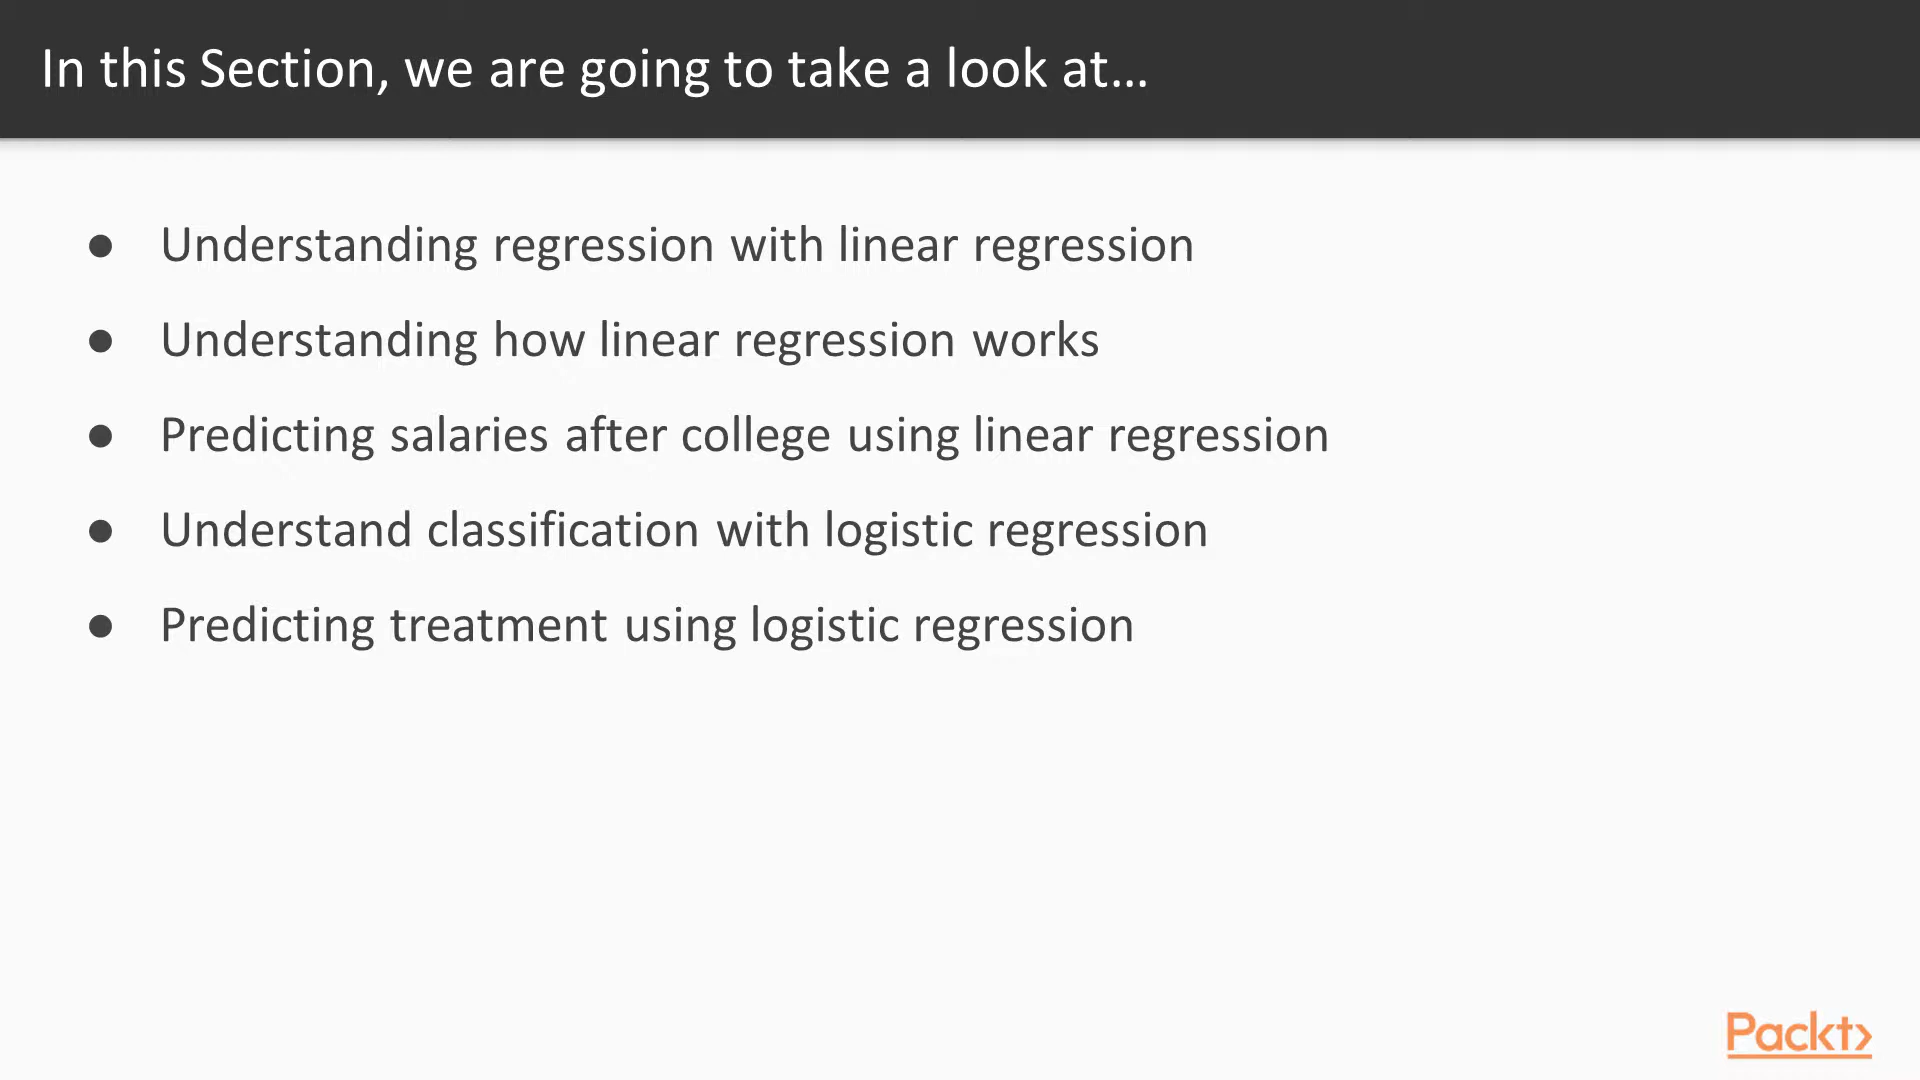 In this Section, we are going to take a look at...
● Understanding regression with linear regression
● Understanding how linear regression works
● Predicting salaries after college using linear regression
● Understand classification with logistic regression
● Predicting treatment using logistic regression
Packt>